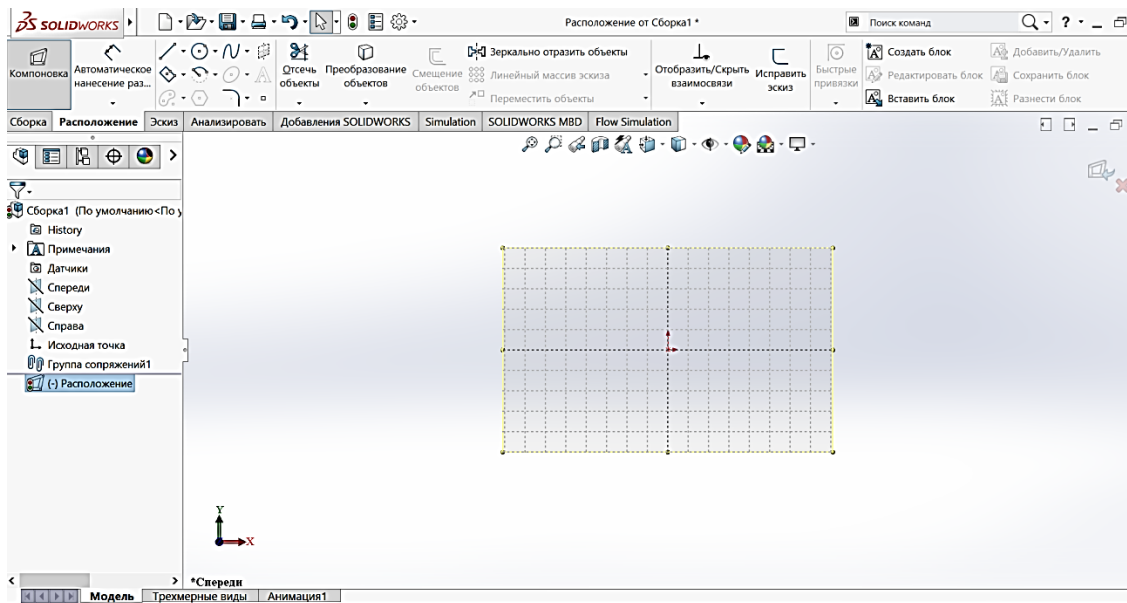 SOLIDWORKS
Расположение от Сборка1 *
Поиск команд
?
Компоновка
Автоматическое нанесение раз...
Отсечь объекты
Преобразование объектов
Смещение объектов
Зеркально отразить объекты
Линейный массив эскиза
Переместить объекты
Отобразить/Скрыть взаимосвязи
Исправить эскиз
Быстрые привязки
Создать блок
Редактировать блок
Вставить блок
Добавить/Удалить
Сохранить блок
Разнести блок
Сборка Расположение Эскиз Анализировать Добавления SOLIDWORKS Simulation SOLIDWORKS MBD Flow Simulation
Сборка1 (По умолчанию<По у
History
Примечания
Датчики
Спереди
Сверху
Справа
Исходная точка
Группа сопряжений1
(-) Расположение
Y
X
*Спереди
Модель Трехмерные виды Анимация1